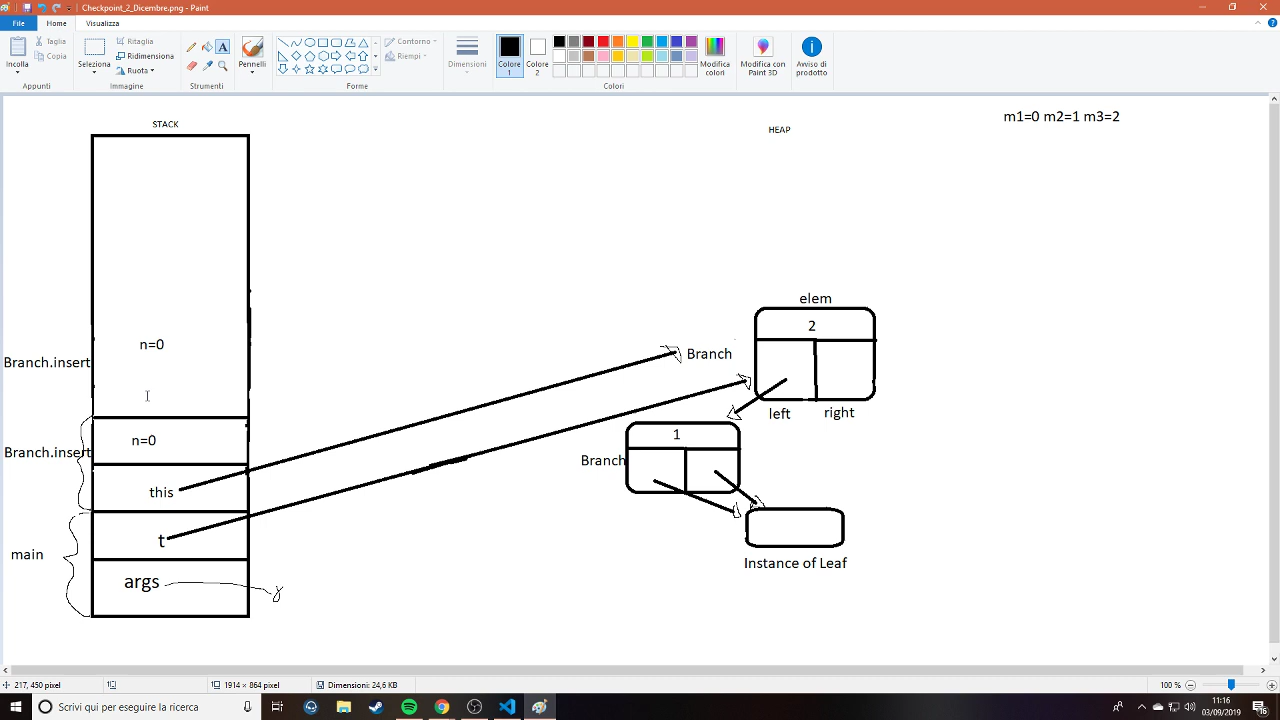 Checkpoint_2_Dicembre.png - Paint
File Home Visualizza
Incolla
Taglia
Copia
Appunti
Seleziona
Ritaglia
Ridimensiona
Ruota
Immagine
A
Strumenti
Pennelli
Contorno
Riempi
Forme
Dimensioni
Colore 1
Colore 2
Modifica colori
Colori
Modifica con Paint 3D
Avviso di prodotto
STACK
HEAP
m1=0 m2=1 m3=2
elem
2
n=0
Branch.insert
Branch
left
right
1
n=0
Branch.insert
Branch
this
t
main
Instance of Leaf
args
217, 450 pixel
1914 × 864 pixel
Dimensioni: 24,6 KB
100 %
Scrivi qui per eseguire la ricerca
11:16
03/09/2019